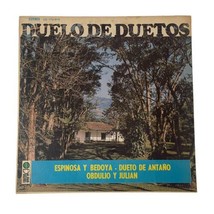 DUELO DE DUETOS
ESPINOSA Y BEDOYA - DUETO DE ANTAÑO
OBDULIO Y JULIAN